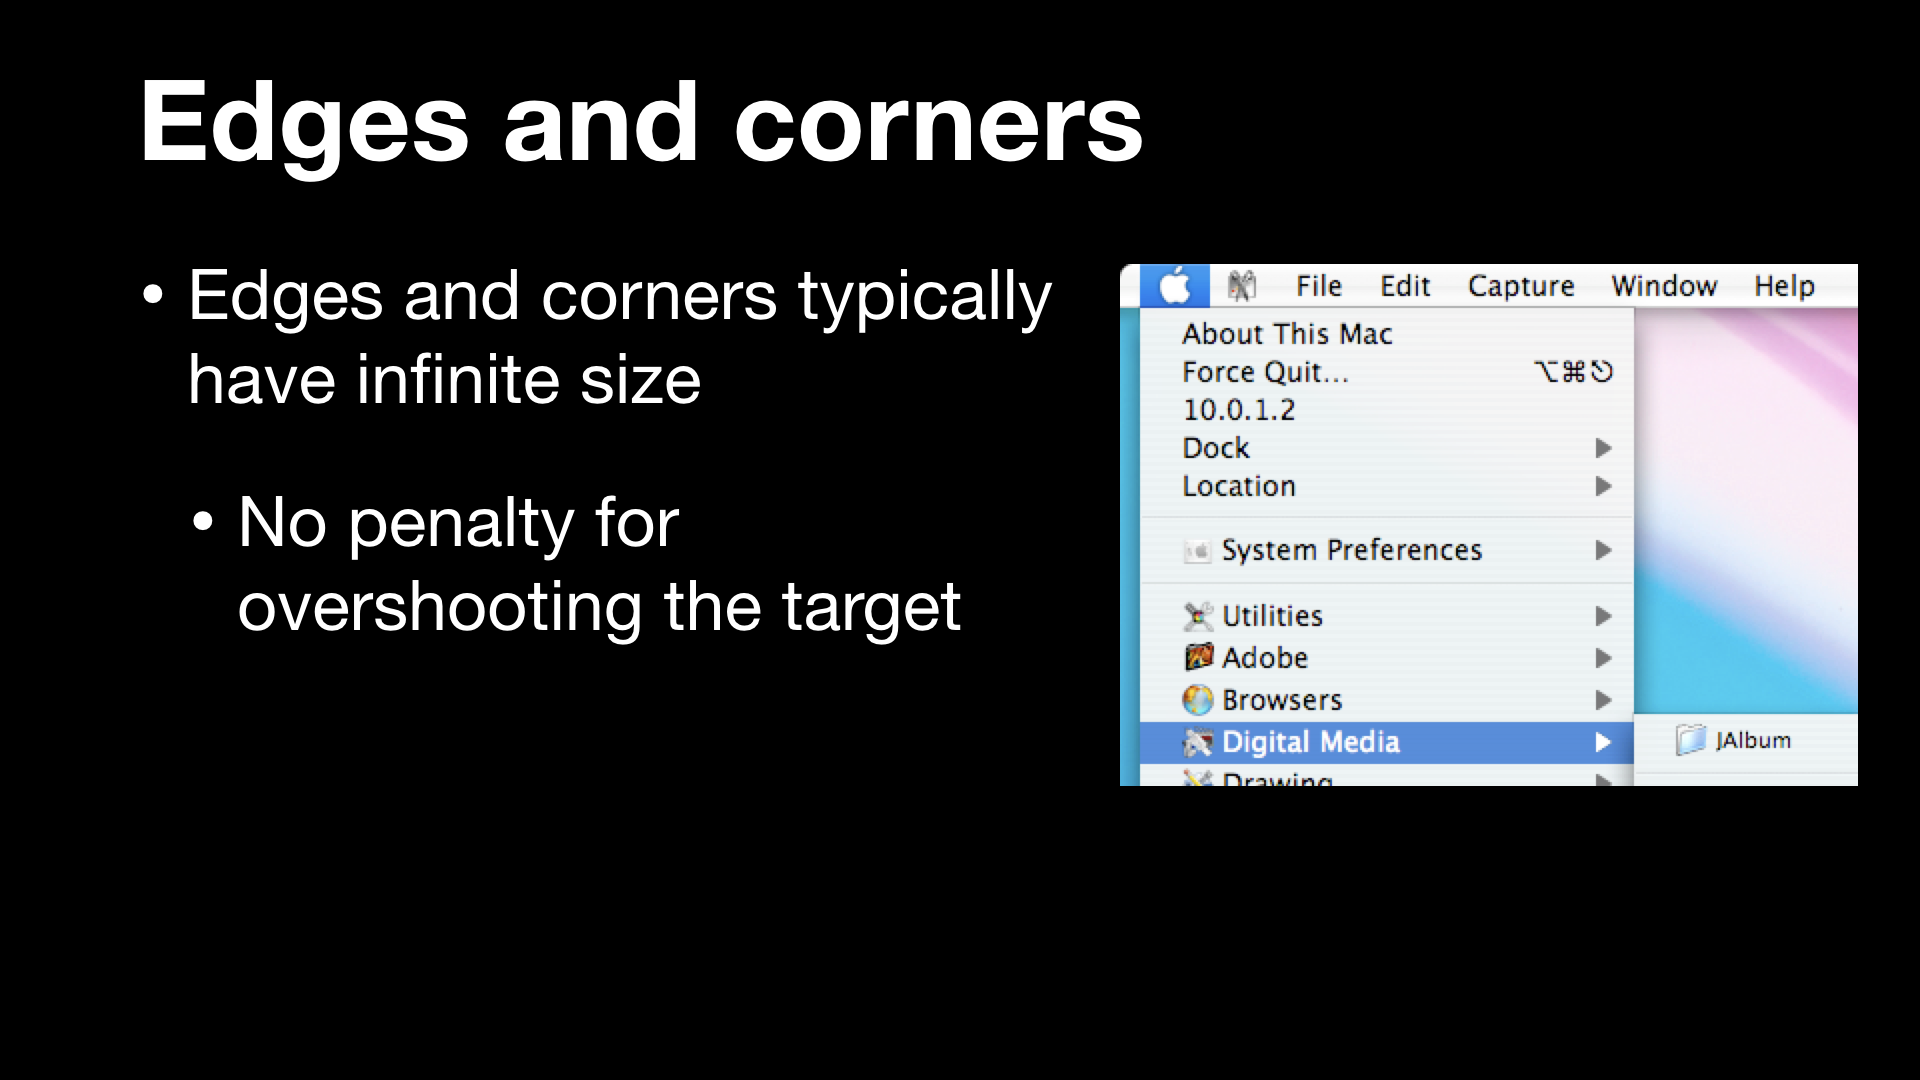 Edges and corners
• Edges and corners typically
have infinite size
• No penalty for
overshooting the target
File Edit Capture Window Help
About This Mac
Force Quit... ⌥⌘⎋
10.0.1.2
Dock
Location
System Preferences
Utilities
Adobe
Browsers
Digital Media
JAlbum
Drawing